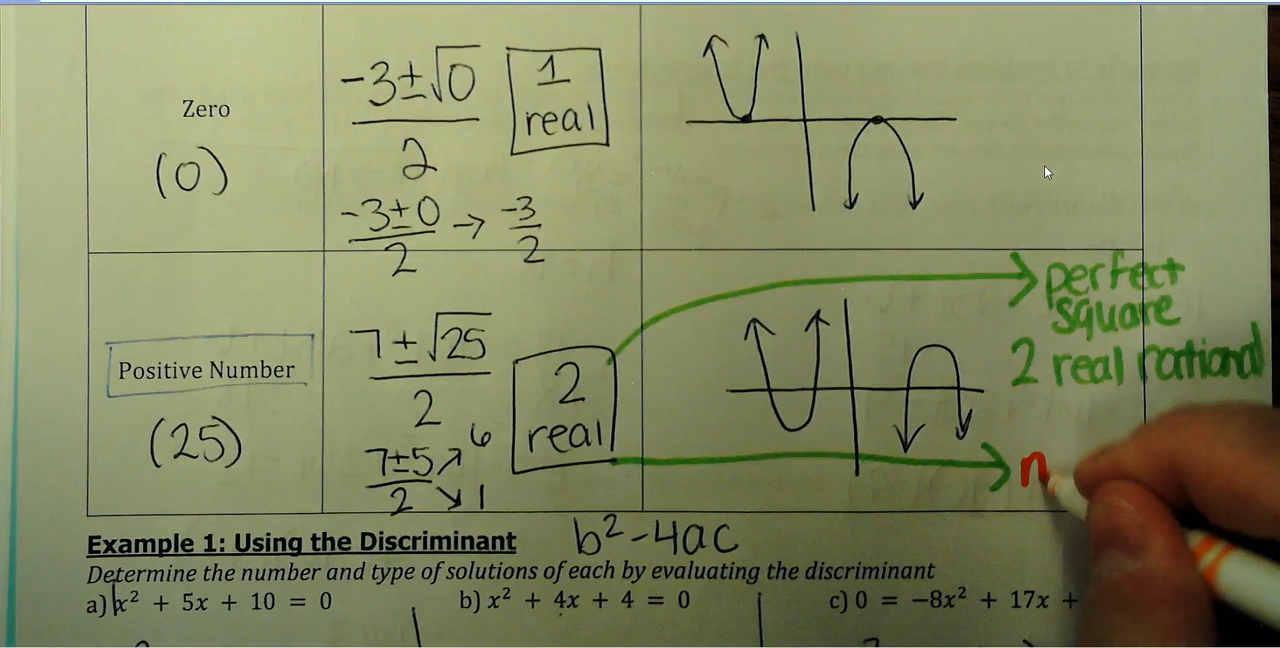 Zero
(0)
-3±√0
2
1
real
-3±0
2
→
-3
2
Positive Number
(25)
7±√25
2
2
real
7±5
2
6
1
perfect
square
2 real rational
n
Example 1: Using the Discriminant
b²-4ac
Determine the number and type of solutions of each by evaluating the discriminant
a) x² + 5x + 10 = 0
b) x² + 4x + 4 = 0
c) 0 = −8x² + 17x +